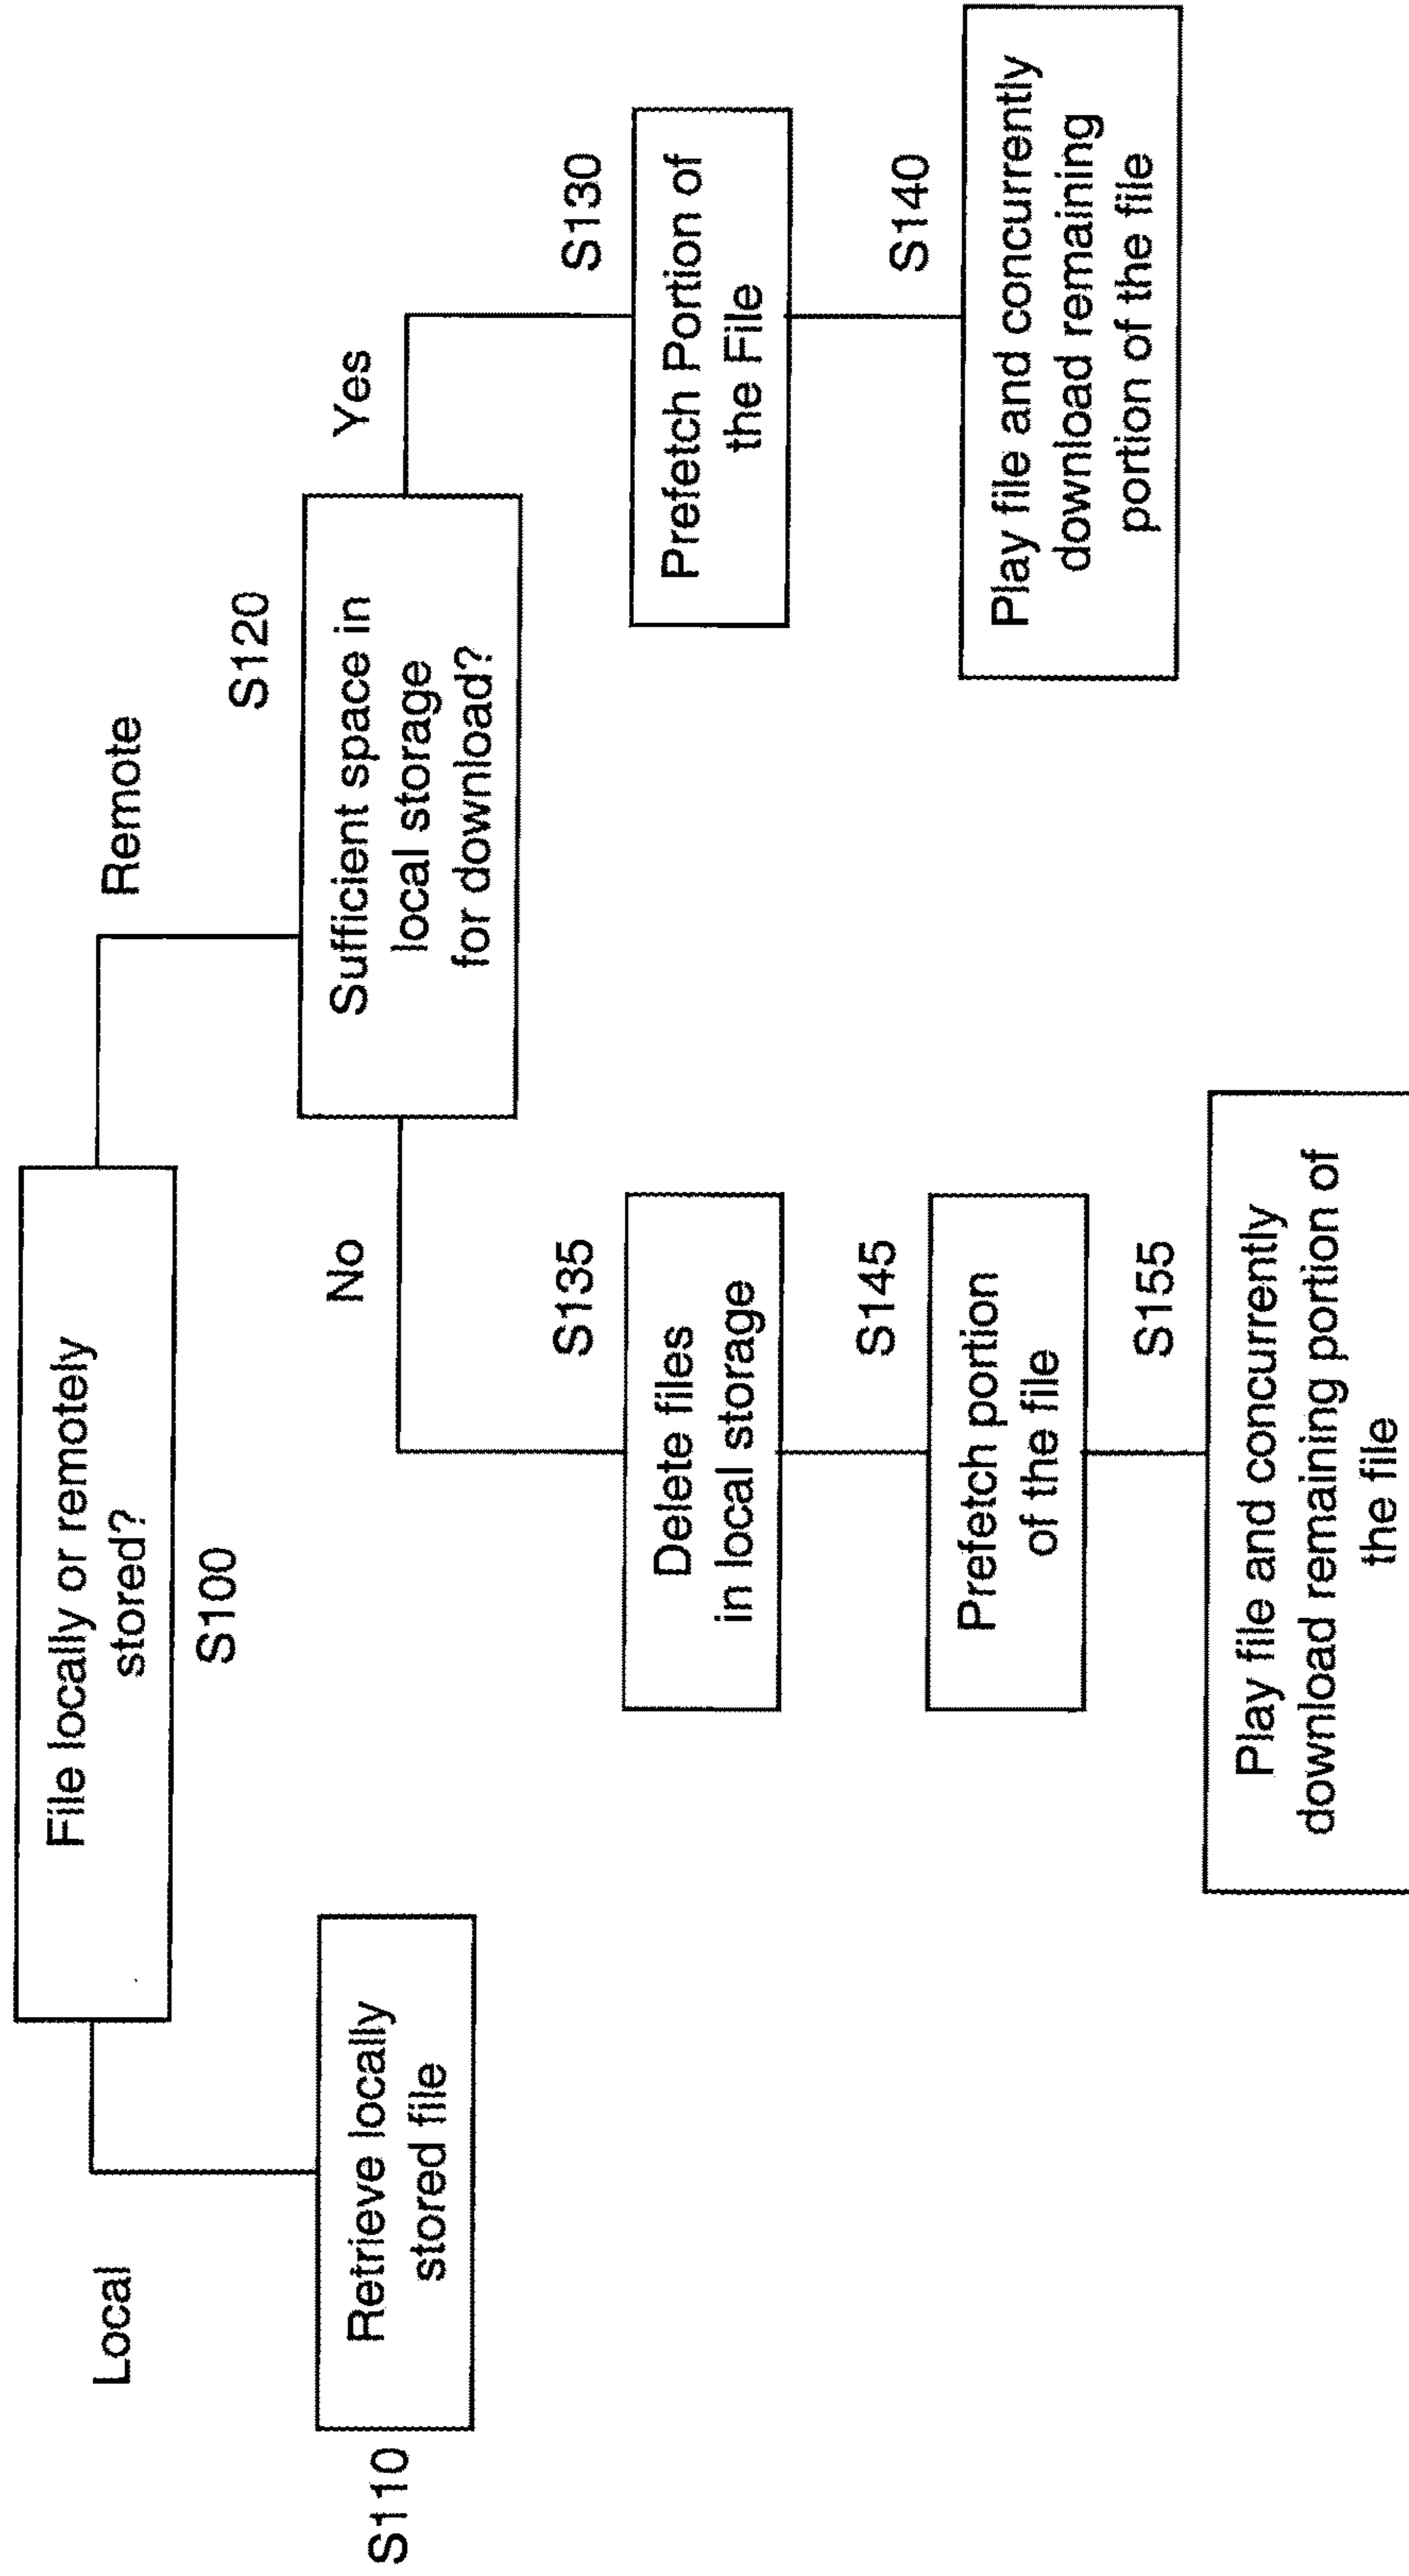 File locally or remotely
stored?
S100
Local
Remote
S110
Retrieve locally
stored file
S120
Sufficient space in
local storage
for download?
No
Yes
S135
Delete files
in local storage
S145
Prefetch portion
of the file
S155
Play file and concurrently
download remaining portion of
the file
S130
Prefetch Portion of
the File
S140
Play file and concurrently
download remaining
portion of the file